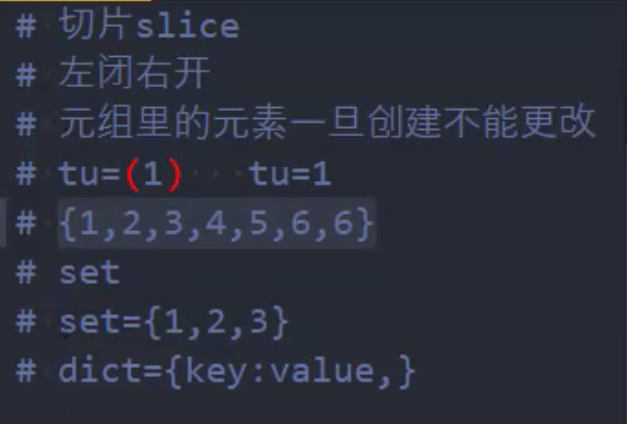 # 切片slice
# 左闭右开
# 元组里的元素一旦创建不能更改
# tu=(1)   tu=1
# {1,2,3,4,5,6,6}
# set
# set={1,2,3}
# dict={key:value,}